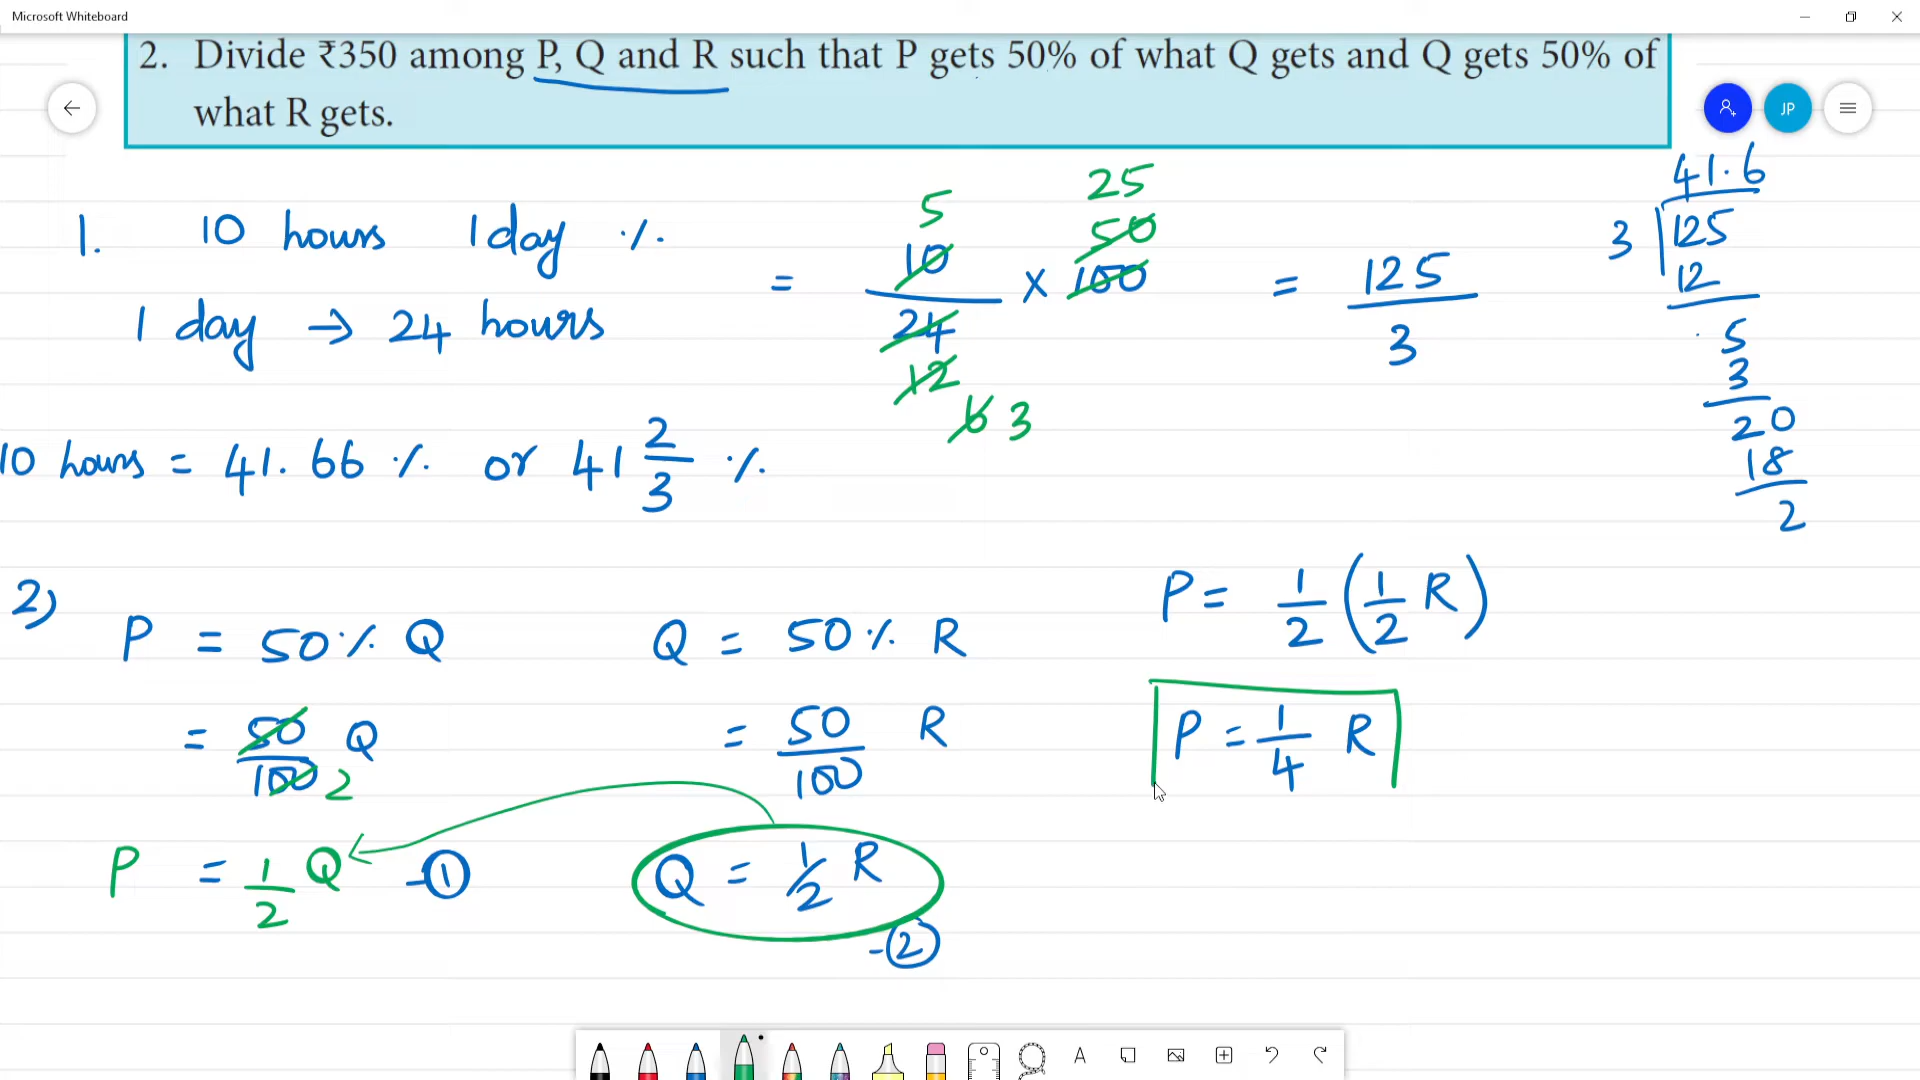 Microsoft Whiteboard
2. Divide ₹350 among P, Q and R such that P gets 50% of what Q gets and Q gets 50% of
what R gets.
JP
1. 10 hours 1 day %
1 day → 24 hours
= 5 10 / 24 12 6 3 × 25 50 100 = 125 / 3
41.6
3 125
12
5
3
20
18
2
10 hours = 41.66 % or 41 2/3 %
2)
P = 50% Q
= 50/100 2 Q
P = 1/2 Q - 1
Q = 50% R
= 50/100 R
Q = 1/2 R
- 2
P = 1/2 (1/2 R)
P = 1/4 R
A